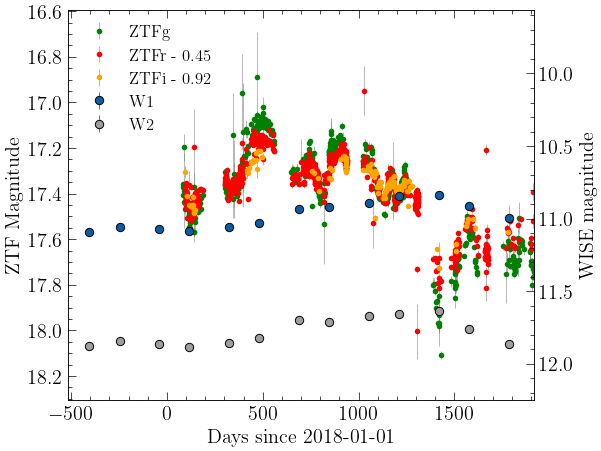 ZTFg
ZTFr - 0.45
ZTFi - 0.92
W1
W2
ZTF Magnitude
16.6
16.8
17.0
17.2
17.4
17.6
17.8
18.0
18.2
WISE magnitude
10.0
10.5
11.0
11.5
12.0
−500
0
500
1000
1500
Days since 2018-01-01